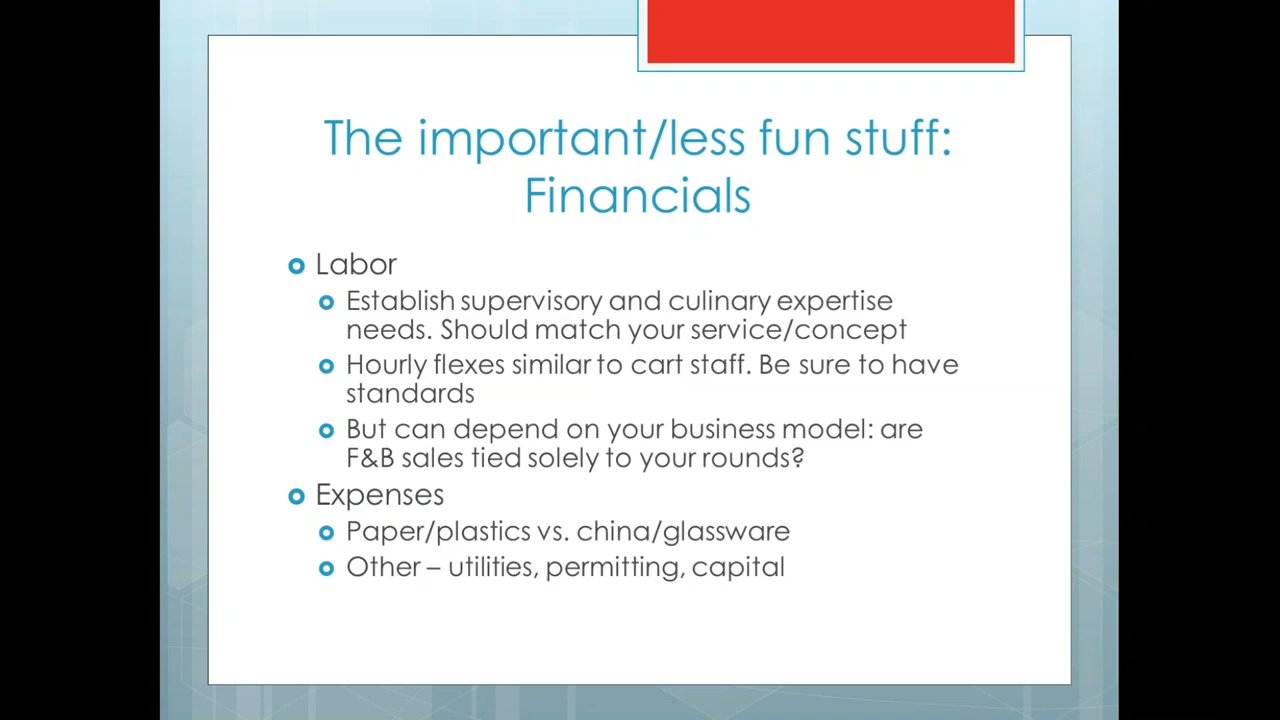 The important/less fun stuff:
Financials
Labor
Establish supervisory and culinary expertise
needs. Should match your service/concept
Hourly flexes similar to cart staff. Be sure to have
standards
But can depend on your business model: are
F&B sales tied solely to your rounds?
Expenses
Paper/plastics vs. china/glassware
Other – utilities, permitting, capital